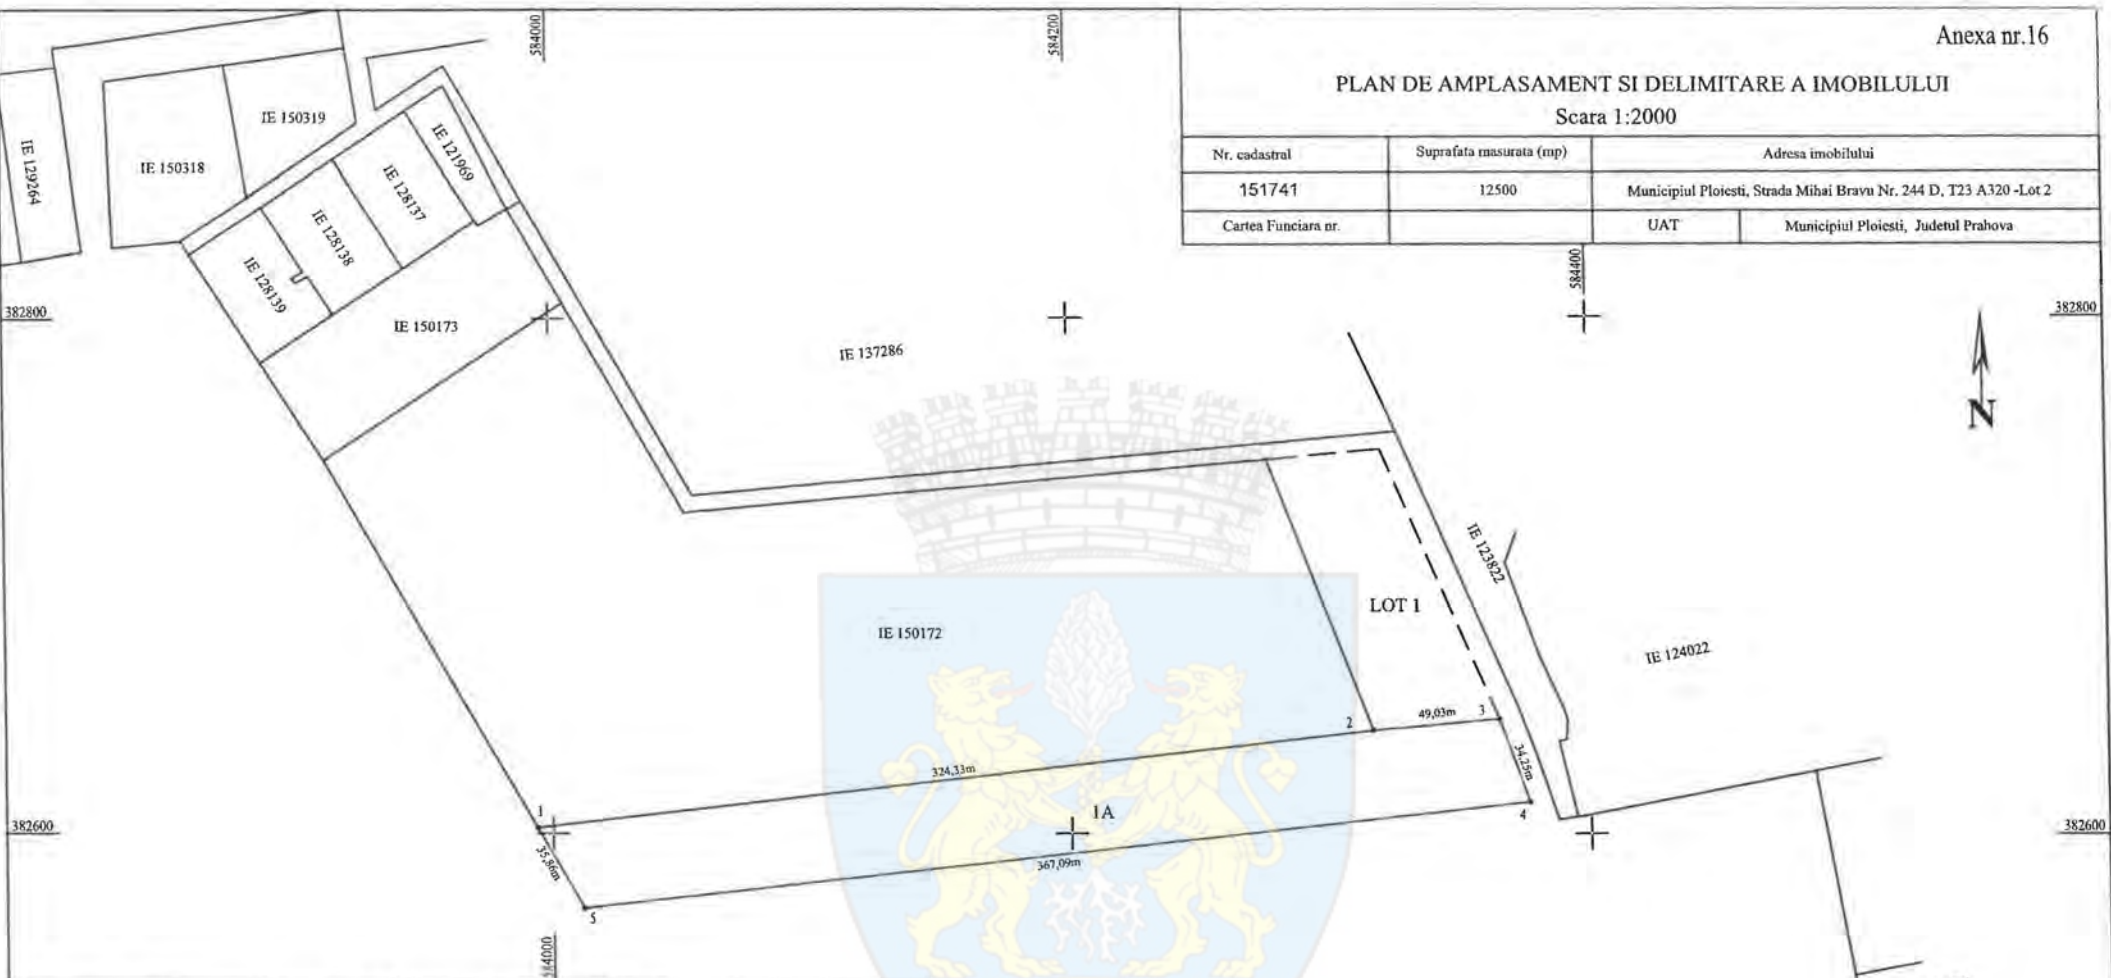 Anexa nr.16
PLAN DE AMPLASAMENT SI DELIMITARE A IMOBILULUI
Scara 1:2000
Nr. cadastral Suprafata masurata (mp) Adresa imobilului
151741 12500 Municipiul Ploiesti, Strada Mihai Bravu Nr. 244 D, T23 A320 -Lot 2
Cartea Funciara nr. UAT Municipiul Ploiesti, Judetul Prahova
584000
584200
584400
IE 129264
IE 150318
IE 150319
IE 121969
IE 128137
IE 128138
IE 128139
IE 150173
382800
382800
IE 137286
N
IE 123822
LOT 1
IE 150172
IE 124022
2
49,03m
3
34,25m
324,33m
1
1A
4
382600
382600
35,86m
367,09m
5
584000